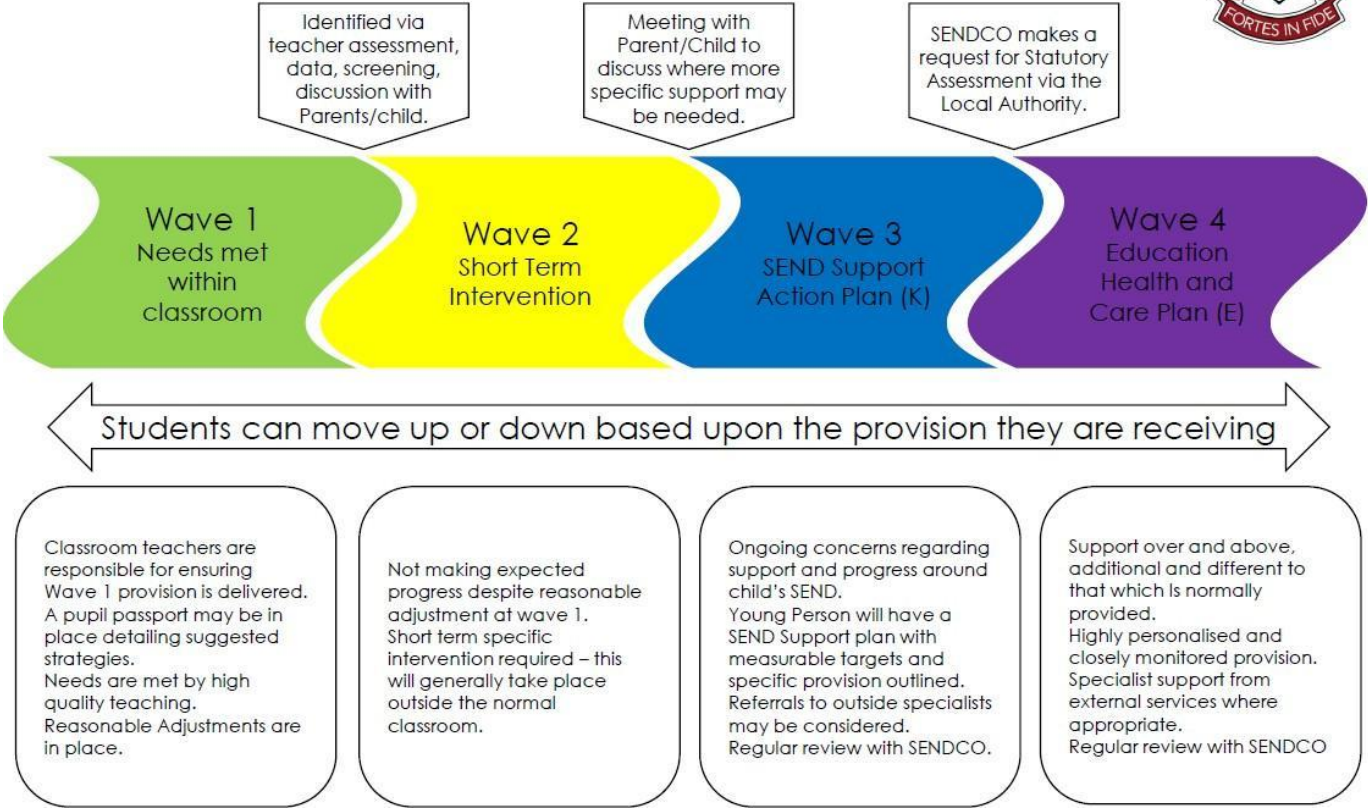 Identified via
teacher assessment,
data, screening,
discussion with
Parents/child.
Meeting with
Parent/Child to
discuss where more
specific support may
be needed.
SENDCO makes a
request for Statutory
Assessment via the
Local Authority.
FORTES IN FIDE
Wave 1
Needs met
within
classroom
Wave 2
Short Term
Intervention
Wave 3
SEND Support
Action Plan (K)
Wave 4
Education
Health and
Care Plan (E)
Students can move up or down based upon the provision they are receiving
Classroom teachers are
responsible for ensuring
Wave 1 provision is delivered.
A pupil passport may be in
place detailing suggested
strategies.
Needs are met by high
quality teaching.
Reasonable Adjustments are
in place.
Not making expected
progress despite reasonable
adjustment at wave 1.
Short term specific
intervention required – this
will generally take place
outside the normal
classroom.
Ongoing concerns regarding
support and progress around
child's SEND.
Young Person will have a
SEND Support plan with
measurable targets and
specific provision outlined.
Referrals to outside specialists
may be considered.
Regular review with SENDCO.
Support over and above,
additional and different to
that which Is normally
provided.
Highly personalised and
closely monitored provision.
Specialist support from
external services where
appropriate.
Regular review with SENDCO